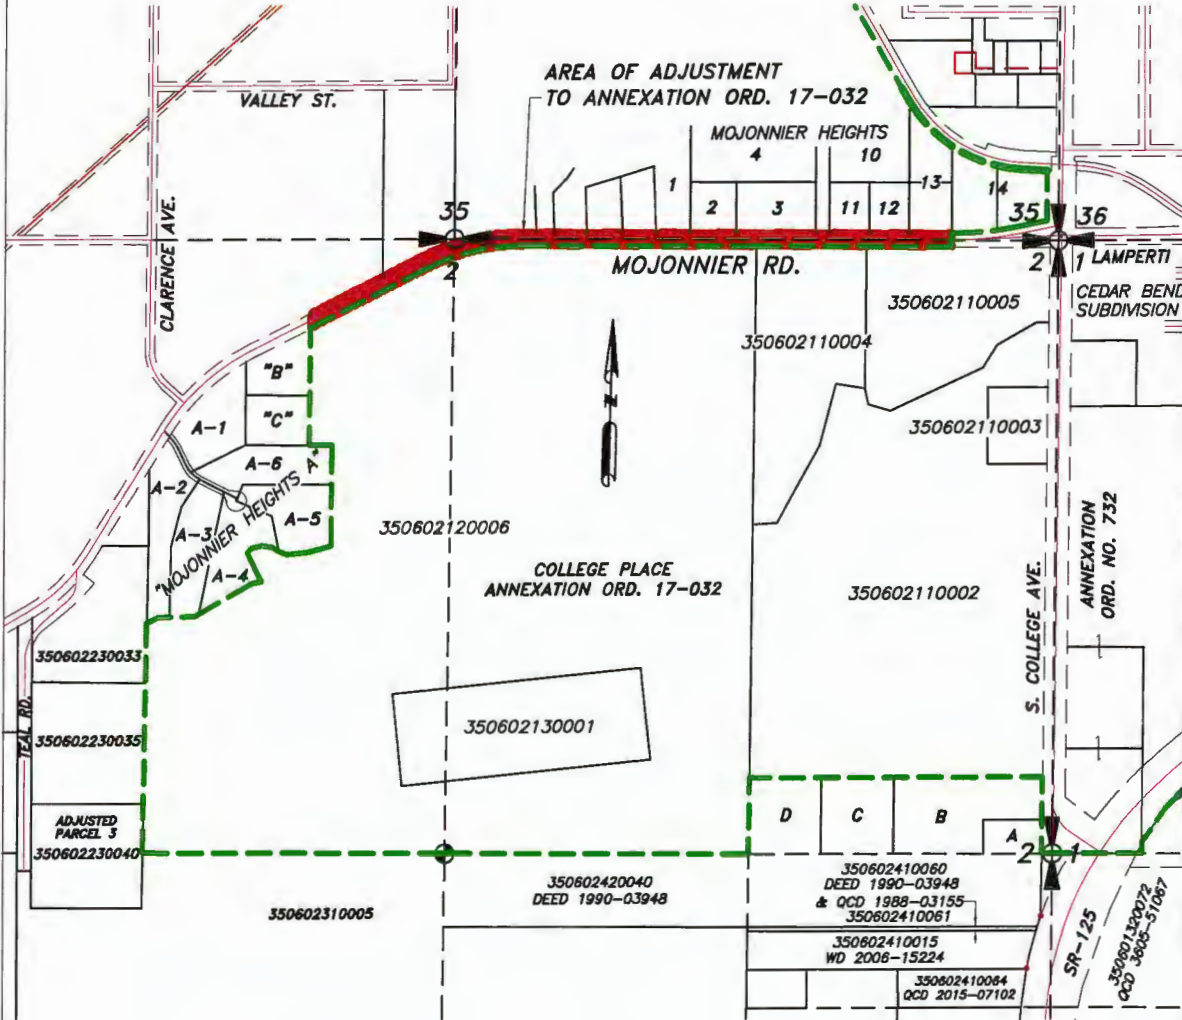 AREA OF ADJUSTMENT
TO ANNEXATION ORD. 17-032
VALLEY ST.
MOJONNIER HEIGHTS
4
10
1
2
3
11
12
13
14
35
35
36
2
2
1
LAMPERTI
CEDAR BEND
SUBDIVISION
CLARENCE AVE.
MOJONNIER RD.
350602110005
350602110004
350602110003
"B"
"C"
A-1
A-6
A-2
A-3
A-5
A-4
"MOJONNIER HEIGHTS A"
N
350602120006
COLLEGE PLACE
ANNEXATION ORD. 17-032
350602110002
ANNEXATION
ORD. NO. 732
S. COLLEGE AVE.
350602230033
TEAL RD.
350602230035
350602130001
ADJUSTED
PARCEL 3
350602230040
D
C
B
A
2
1
350602310005
350602420040
DEED 1990-03948
350602410060
DEED 1990-03948
& QCD 1988-03155
350602410061
350602410015
WD 2006-15224
350602410064
QCD 2015-07102
SR-125
350601320072
QCD 3605-51067